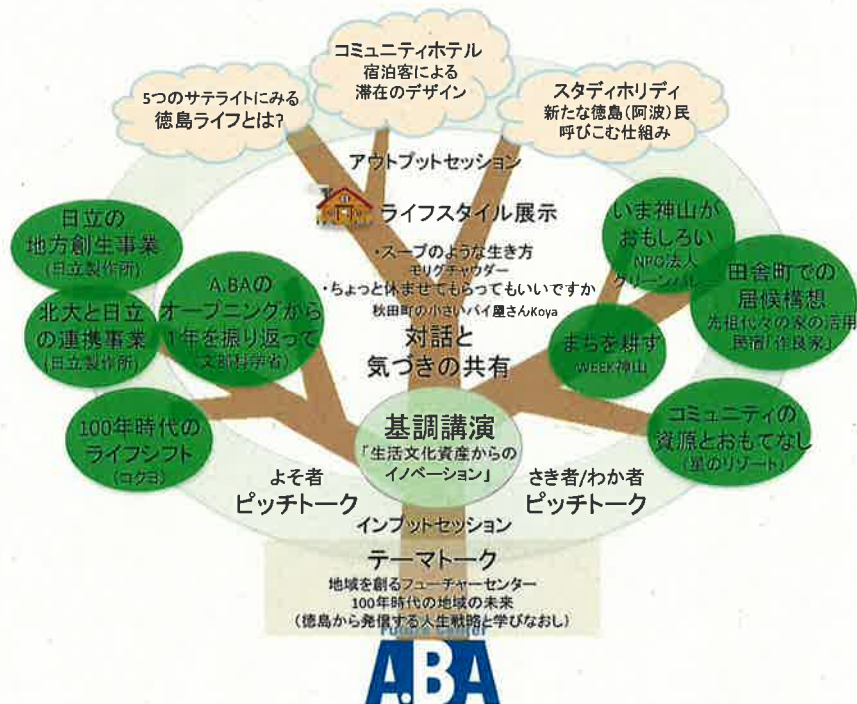 コミュニティホテル
宿泊客による
滞在のデザイン
5つのサテライトにみる
徳島ライフとは?
スタディホリディ
新たな徳島(阿波)民
呼びこむ仕組み
アウトプットセッション
ライフスタイル展示
・スープのような生き方
モリグチャウダー
・ちょっと休ませてもらってもいいですか
秋田町の小さいパイ屋さんKoya
対話と
気づきの共有
日立の
地方創生事業
(日立製作所)
北大と日立
の連携事業
(日立製作所)
A.BAの
オープニングから
1年を振り返って
(文部科学省)
100年時代の
ライフシフト
(コクヨ)
いま神山が
おもしろい
NPO法人
グリーンバレー
田舎町での
居候構想
先祖代々の家の活用
民宿「作良家」
まちを耕す
WEEK神山
コミュニティの
資源とおもてなし
(星のリゾート)
基調講演
「生活文化資産からの
イノベーション」
よそ者
ピッチトーク
さき者/わか者
ピッチトーク
インプットセッション
テーマトーク
地域を創るフューチャーセンター
100年時代の地域の未来
(徳島から発信する人生戦略と学びなおし)
Future Center
A.BA